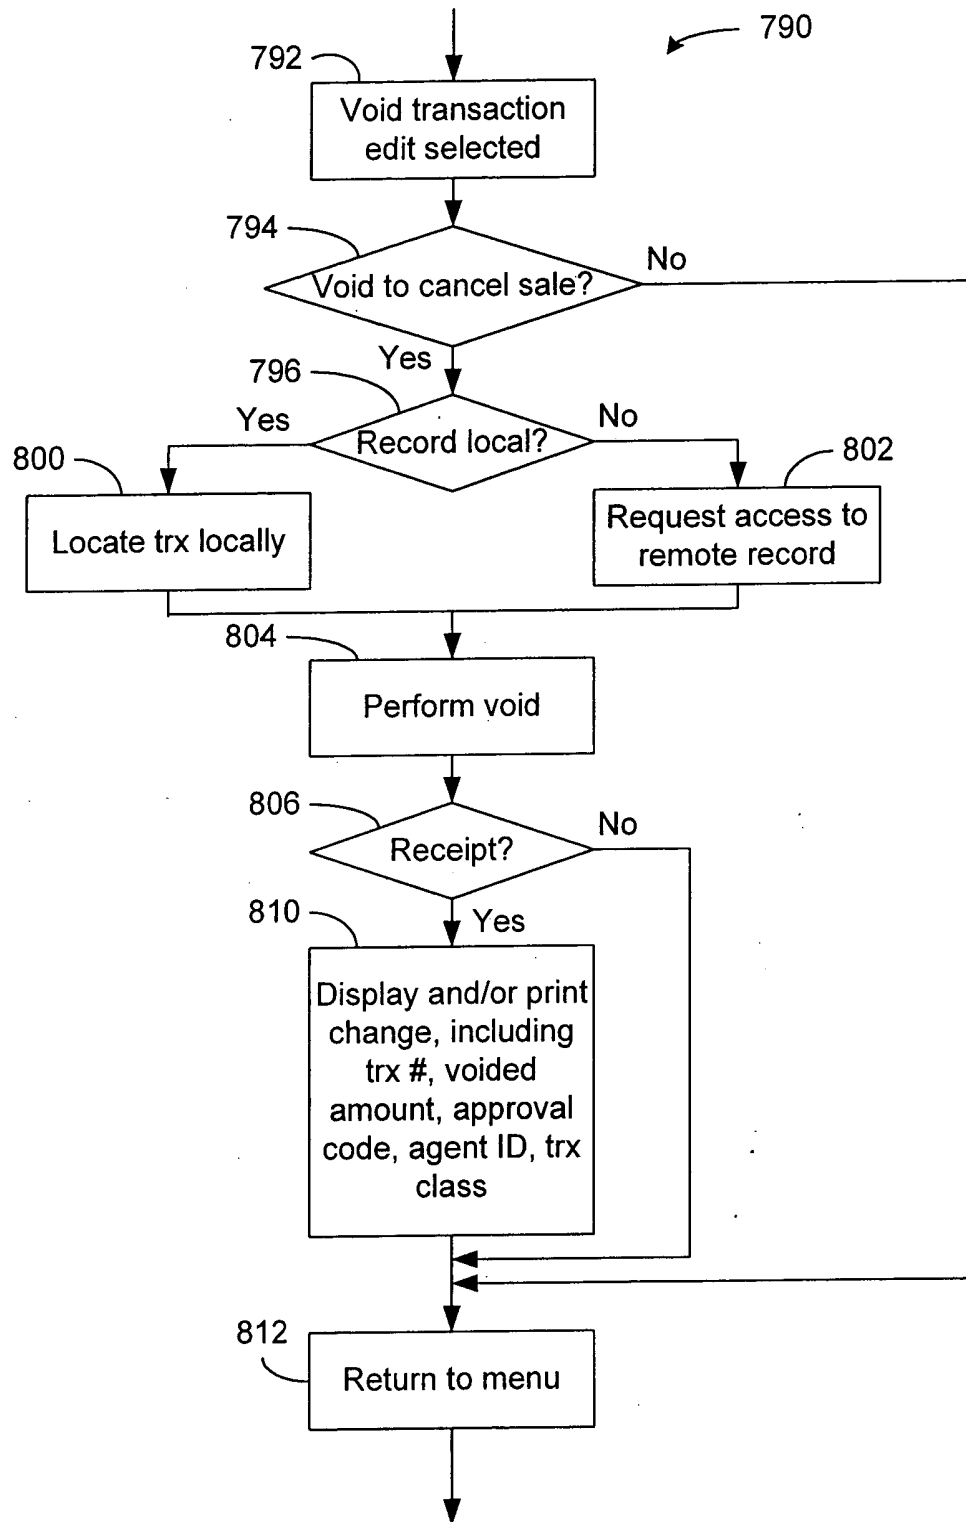 790
792
Void transaction
edit selected
794
Void to cancel sale?
No
Yes
796
Record local?
Yes
No
800
Locate trx locally
802
Request access to
remote record
804
Perform void
806
Receipt?
No
Yes
810
Display and/or print
change, including
trx #, voided
amount, approval
code, agent ID, trx
class
812
Return to menu